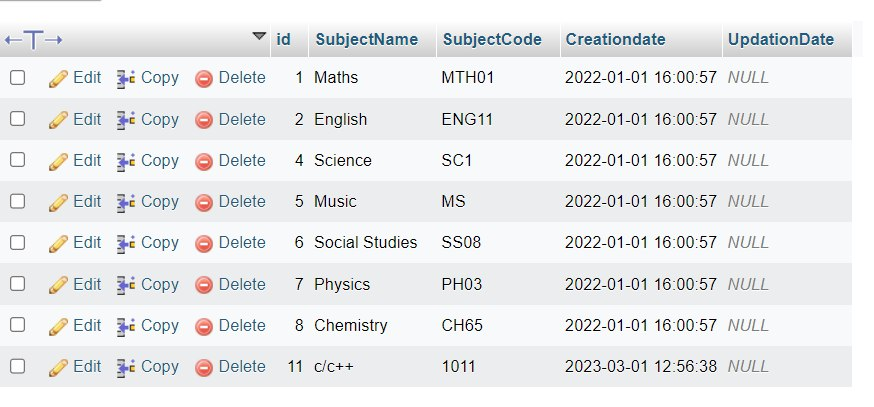 id SubjectName SubjectCode Creationdate UpdationDate
Edit Copy Delete 1 Maths MTH01 2022-01-01 16:00:57 NULL
Edit Copy Delete 2 English ENG11 2022-01-01 16:00:57 NULL
Edit Copy Delete 4 Science SC1 2022-01-01 16:00:57 NULL
Edit Copy Delete 5 Music MS 2022-01-01 16:00:57 NULL
Edit Copy Delete 6 Social Studies SS08 2022-01-01 16:00:57 NULL
Edit Copy Delete 7 Physics PH03 2022-01-01 16:00:57 NULL
Edit Copy Delete 8 Chemistry CH65 2022-01-01 16:00:57 NULL
Edit Copy Delete 11 c/c++ 1011 2023-03-01 12:56:38 NULL